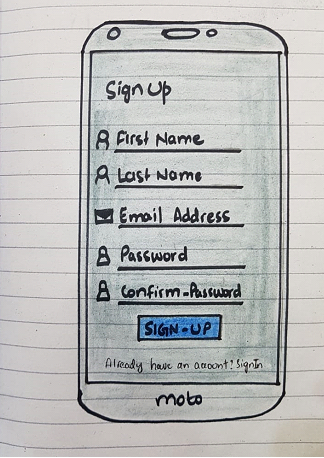 Sign Up
First Name
Last Name
Email Address
Password
Confirm-Password
SIGN-UP
Already have an account? SignIn
moto